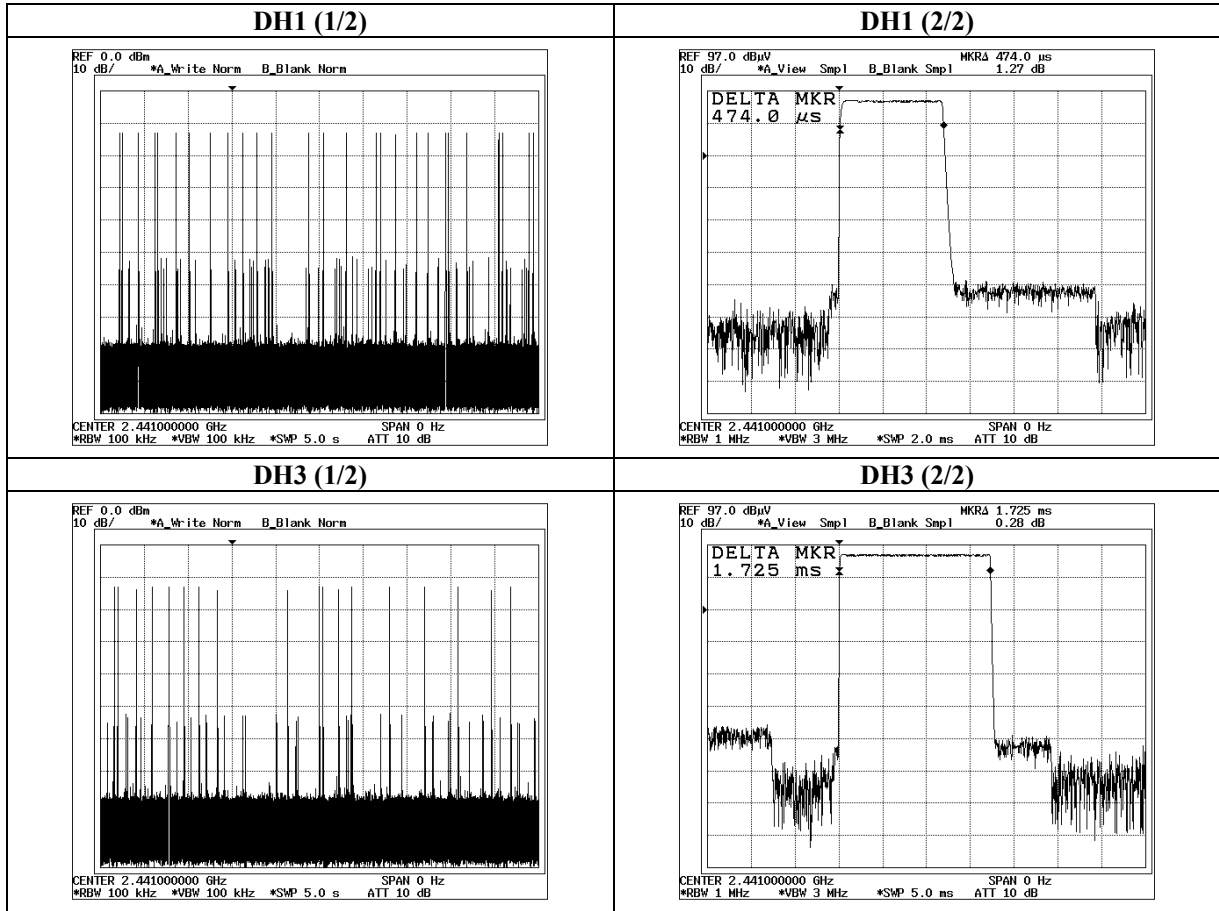 DH1 (1/2)
DH1 (2/2)
REF 0.0 dBm
10 dB/ *A_Write Norm B_Blank Norm
CENTER 2.441000000 GHz SPAN 0 Hz
*RBW 100 kHz *VBW 100 kHz *SWP 5.0 s ATT 10 dB
REF 97.0 dBµV MKRΔ 474.0 µs
10 dB/ *A_View Smpl B_Blank Smpl 1.27 dB
DELTA MKR
474.0 µs
CENTER 2.441000000 GHz SPAN 0 Hz
*RBW 1 MHz *VBW 3 MHz *SWP 2.0 ms ATT 10 dB
DH3 (1/2)
DH3 (2/2)
REF 0.0 dBm
10 dB/ *A_Write Norm B_Blank Norm
CENTER 2.441000000 GHz SPAN 0 Hz
*RBW 100 kHz *VBW 100 kHz *SWP 5.0 s ATT 10 dB
REF 97.0 dBµV MKRΔ 1.725 ms
10 dB/ *A_View Smpl B_Blank Smpl 0.28 dB
DELTA MKR
1.725 ms
CENTER 2.441000000 GHz SPAN 0 Hz
*RBW 1 MHz *VBW 3 MHz *SWP 5.0 ms ATT 10 dB